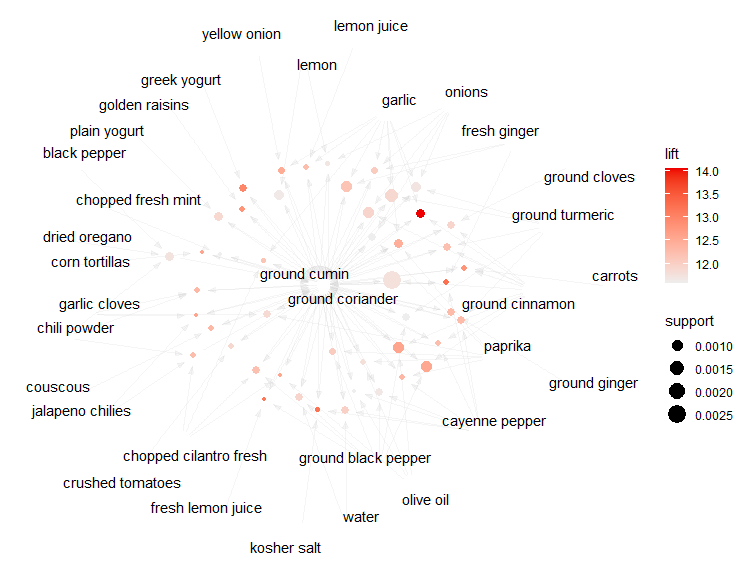 lemon juice
yellow onion
lemon
greek yogurt
onions
garlic
golden raisins
plain yogurt
fresh ginger
black pepper
lift
14.0
ground cloves
13.5
chopped fresh mint
ground turmeric
13.0
dried oregano
12.5
corn tortillas
12.0
ground cumin
carrots
ground coriander
garlic cloves
ground cinnamon
support
chili powder
0.0010
paprika
0.0015
couscous
ground ginger
0.0020
jalapeno chilies
0.0025
cayenne pepper
chopped cilantro fresh
ground black pepper
crushed tomatoes
olive oil
fresh lemon juice
water
kosher salt